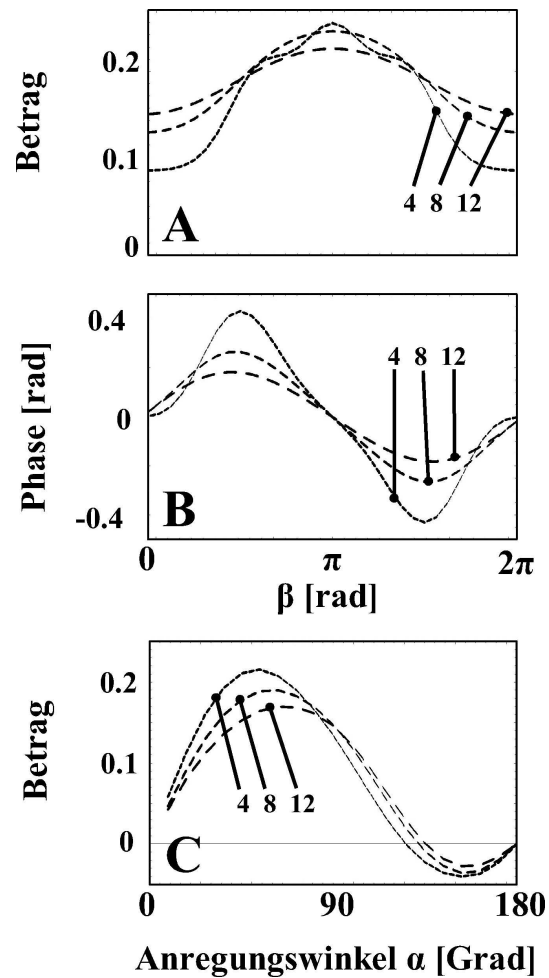 Betrag
0.2
0.1
0
A
4 8 12
Phase [rad]
0.4
0
-0.4
B
4 8 12
0 π 2π
β [rad]
Betrag
0.2
0.1
0
C
4 8 12
0 90 180
Anregungswinkel α [Grad]